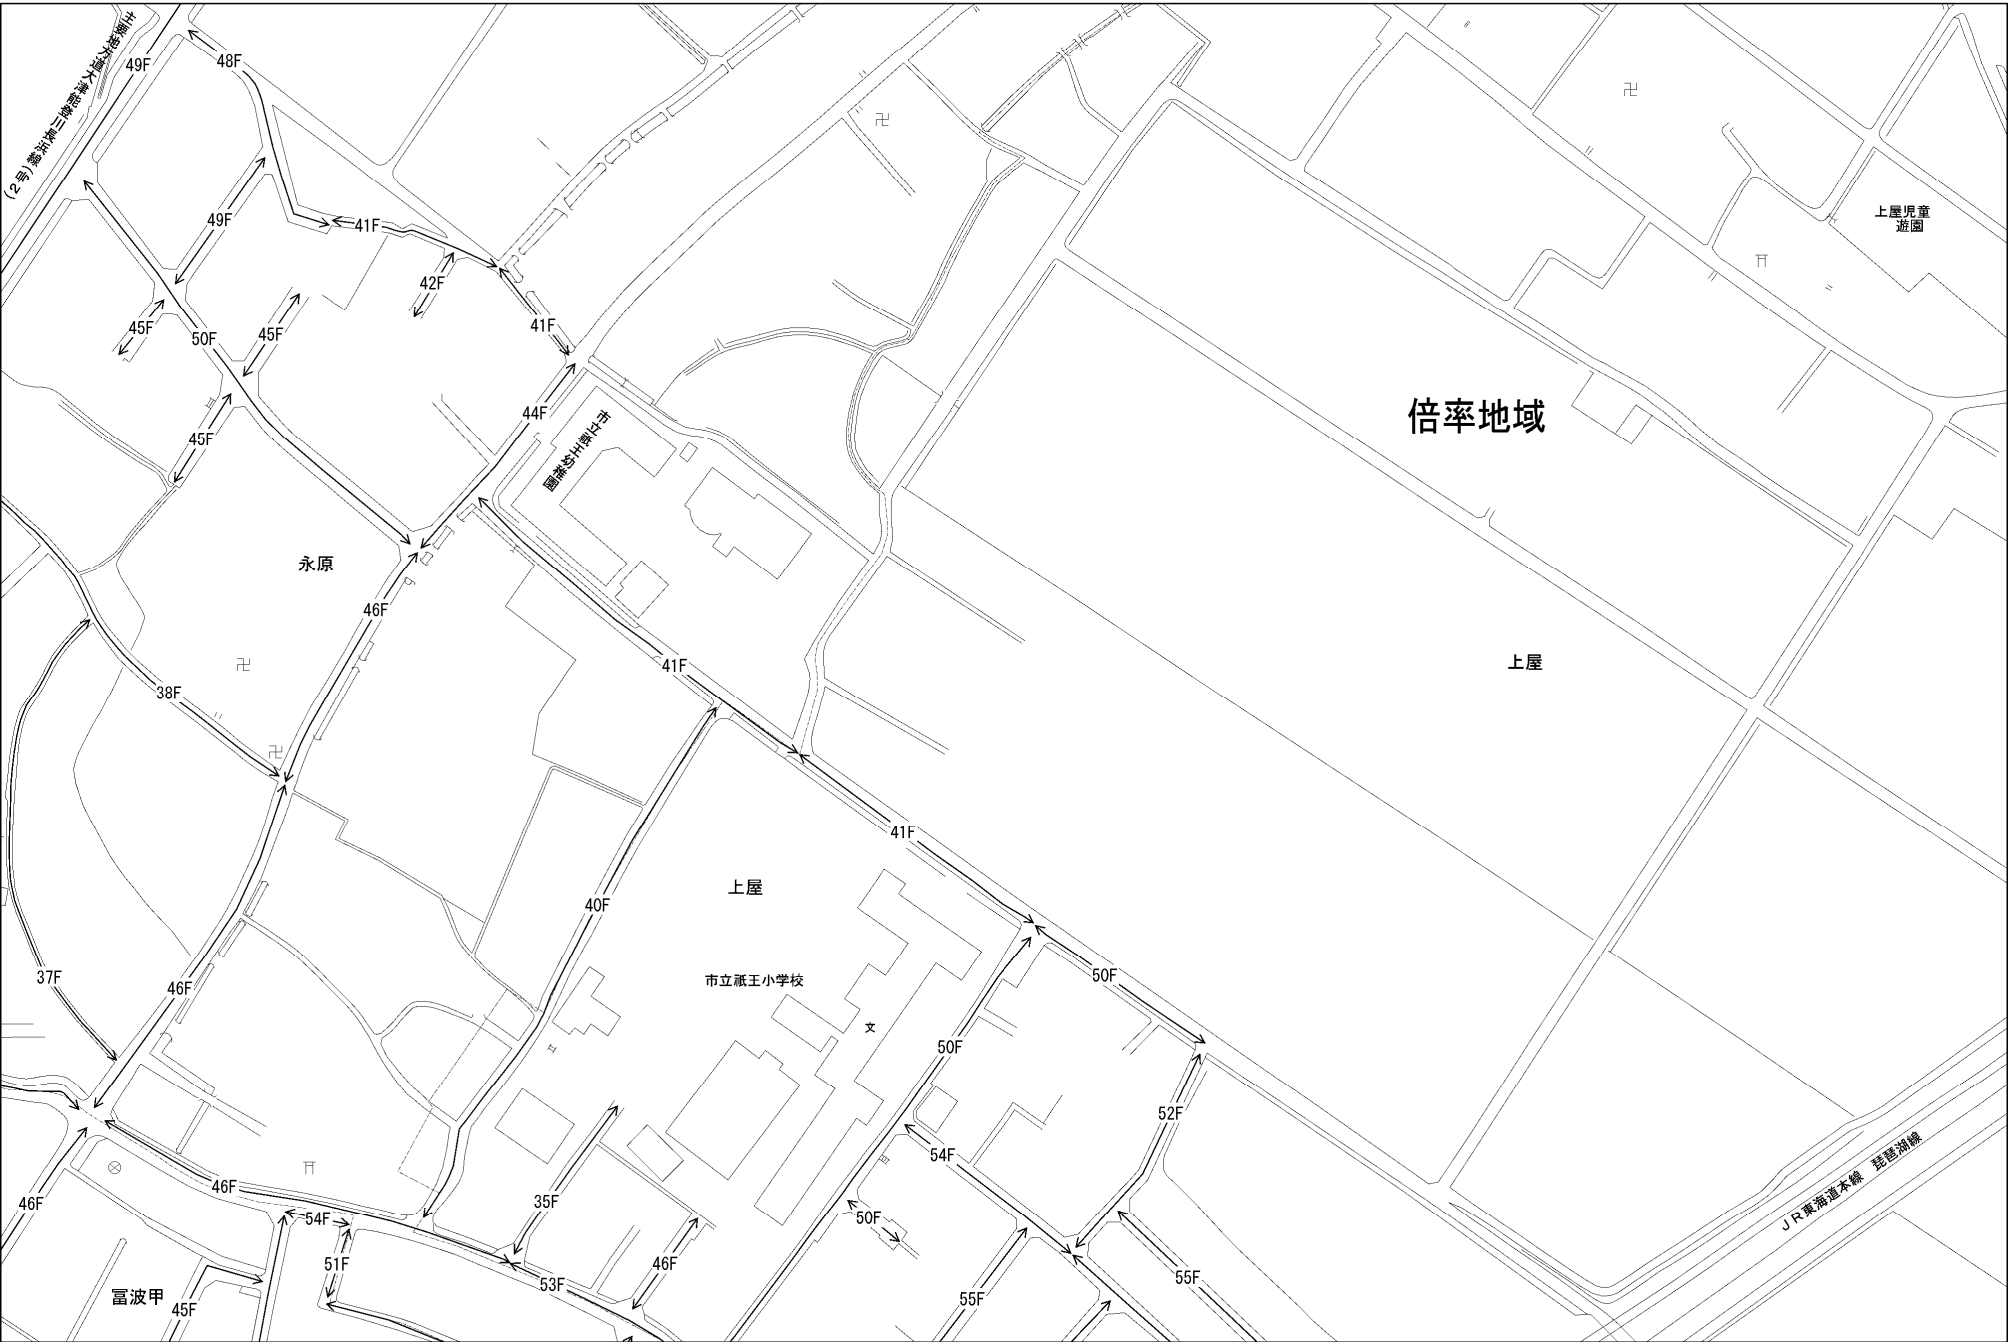 主要地方道大津能登川長浜線
(2号)
49F
48F
49F
41F
42F
45F
50F
45F
41F
44F
45F
市立祇王幼稚園
倍率地域
上屋児童
遊園
永原
46F
38F
41F
上屋
41F
40F
上屋
37F
46F
市立祇王小学校
文
50F
50F
52F
54F
46F
46F
54F
35F
50F
51F
46F
53F
55F
55F
冨波甲
45F
JR東海道本線 琵琶湖線